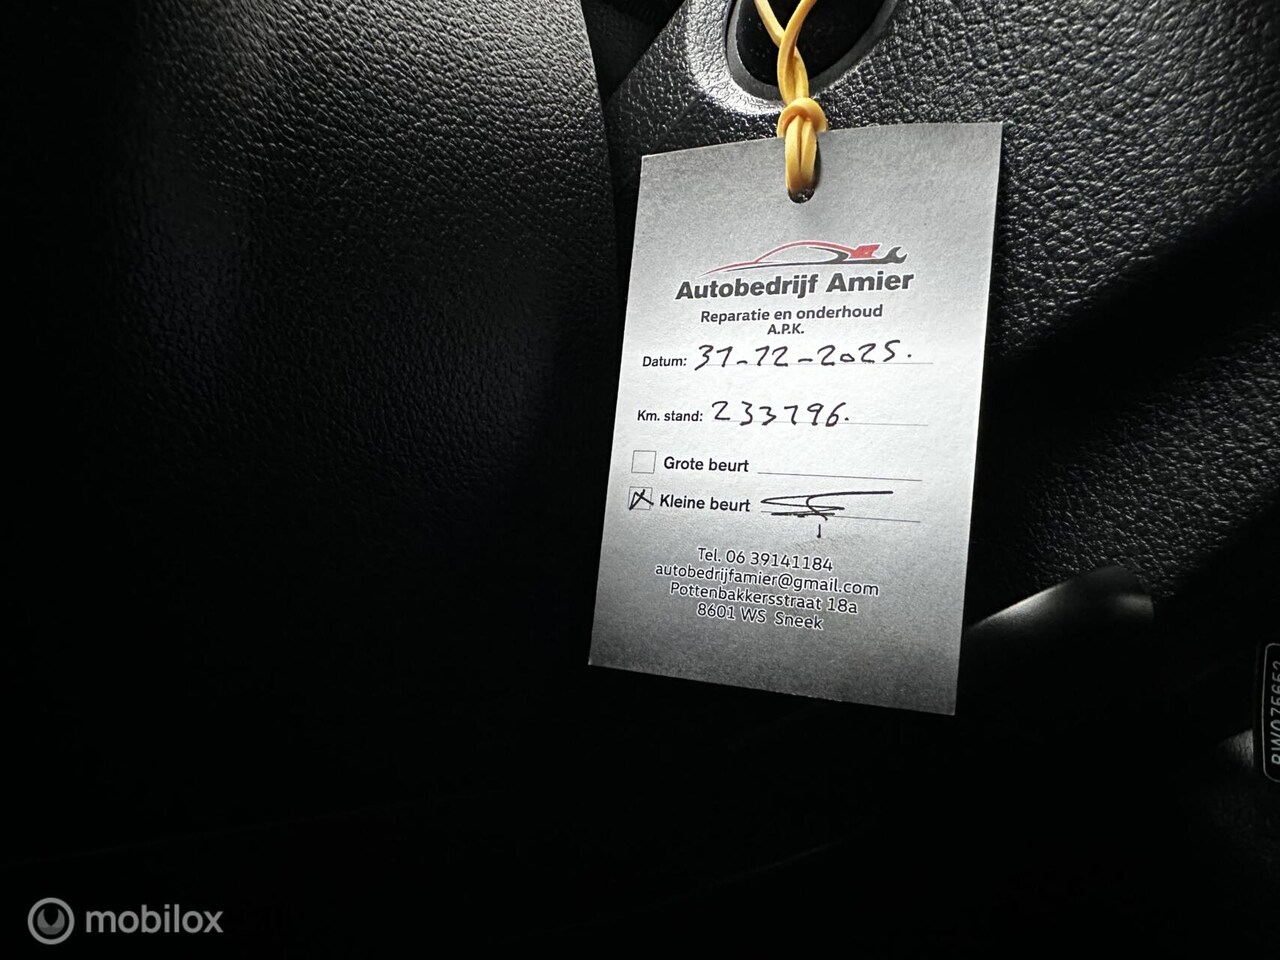 Autobedrijf Amier
Reparatie en onderhoud
A.P.K.
Datum: 31-12-2025.
Km. stand: 233796.
Grote beurt
Kleine beurt
Tel. 06 39141184
autobedrijfamier@gmail.com
Pottenbakkersstraat 18a
8601 WS Sneek
mobilox